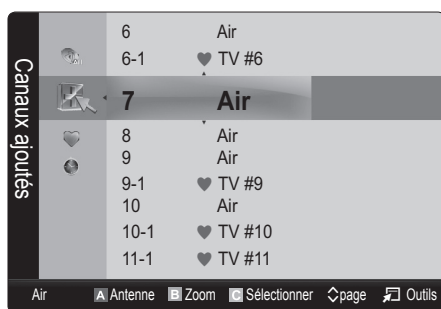 Canaux ajoutés
6 Air
6-1 ♥ TV #6
7 Air
8 Air
9 Air
9-1 ♥ TV #9
10 Air
10-1 ♥ TV #10
11-1 ♥ TV #11
Air A Antenne B Zoom C Sélectionner page Outils